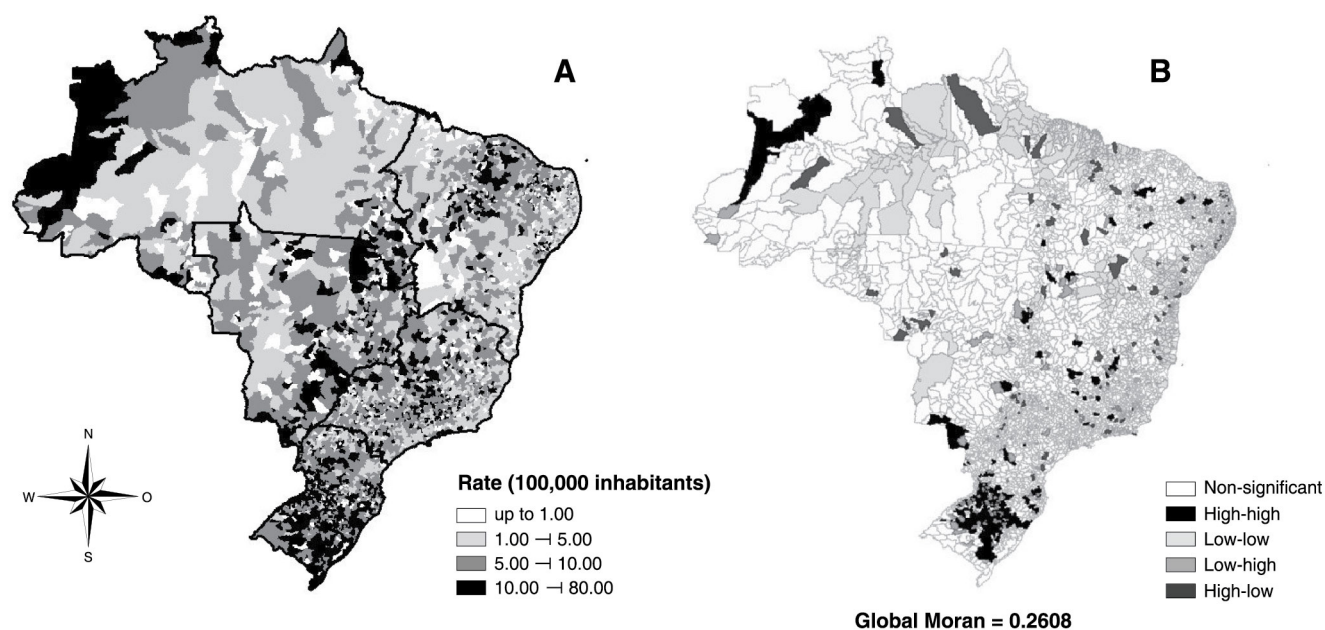 A
B
N
W
O
S
Rate (100,000 inhabitants)
up to 1.00
1.00 ⊣ 5.00
5.00 ⊣ 10.00
10.00 ⊣ 80.00
Non-significant
High-high
Low-low
Low-high
High-low
Global Moran = 0.2608